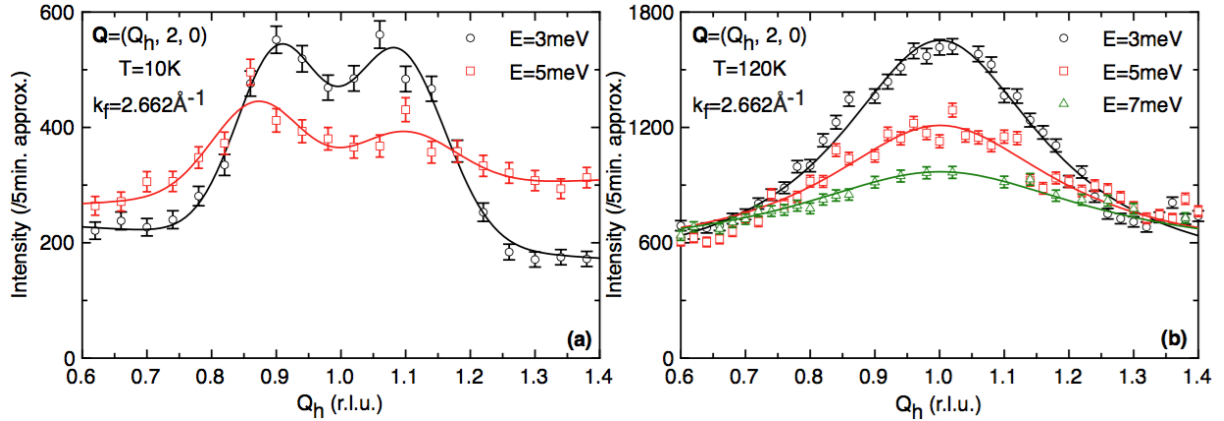 600
400
200
0
Intensity (/5min. approx.)
Q=(Qh, 2, 0)
T=10K
kf=2.662Å-1
E=3meV
E=5meV
(a)
0.6 0.7 0.8 0.9 1.0 1.1 1.2 1.3 1.4
Qh (r.l.u.)
1800
1200
600
0
Intensity (/5min. approx.)
Q=(Qh, 2, 0)
T=120K
kf=2.662Å-1
E=3meV
E=5meV
E=7meV
(b)
0.6 0.7 0.8 0.9 1.0 1.1 1.2 1.3 1.4
Qh (r.l.u.)